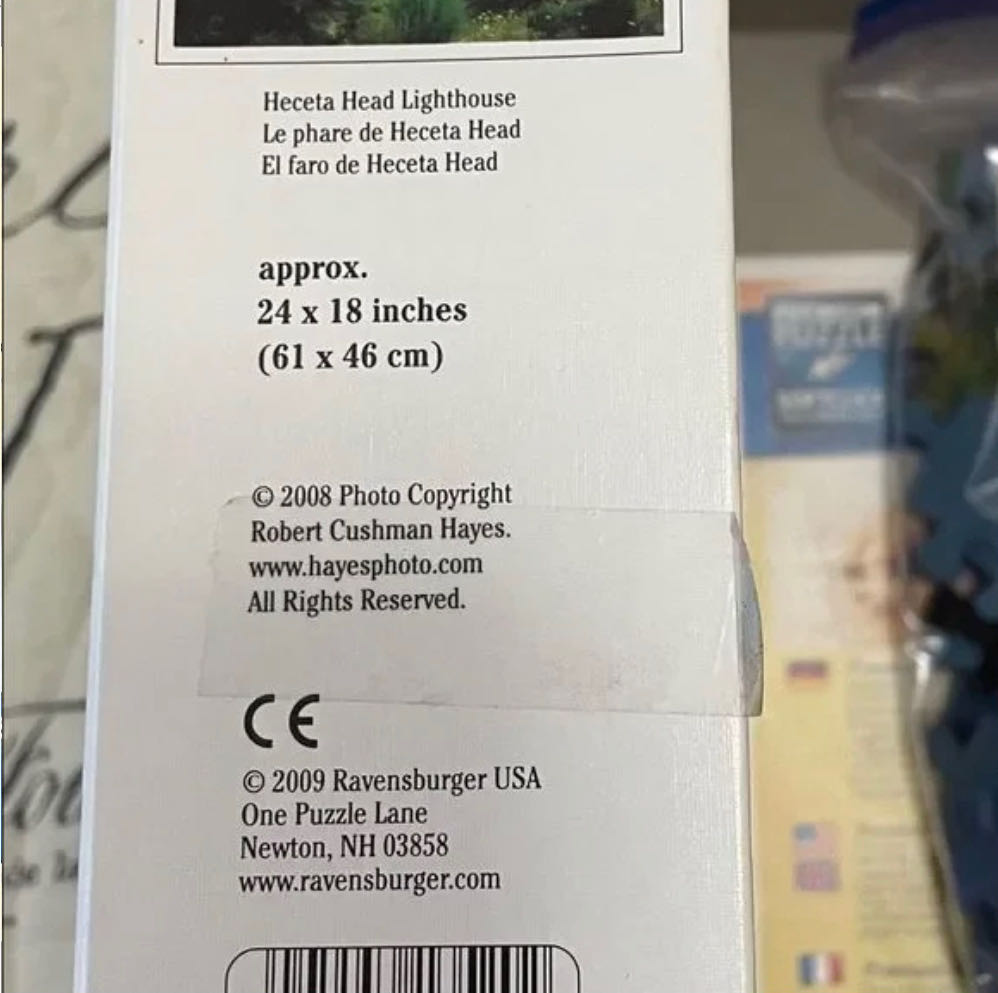 Heceta Head Lighthouse
Le phare de Heceta Head
El faro de Heceta Head
approx.
24 x 18 inches
(61 x 46 cm)
© 2008 Photo Copyright
Robert Cushman Hayes.
www.hayesphoto.com
All Rights Reserved.
CE
© 2009 Ravensburger USA
One Puzzle Lane
Newton, NH 03858
www.ravensburger.com